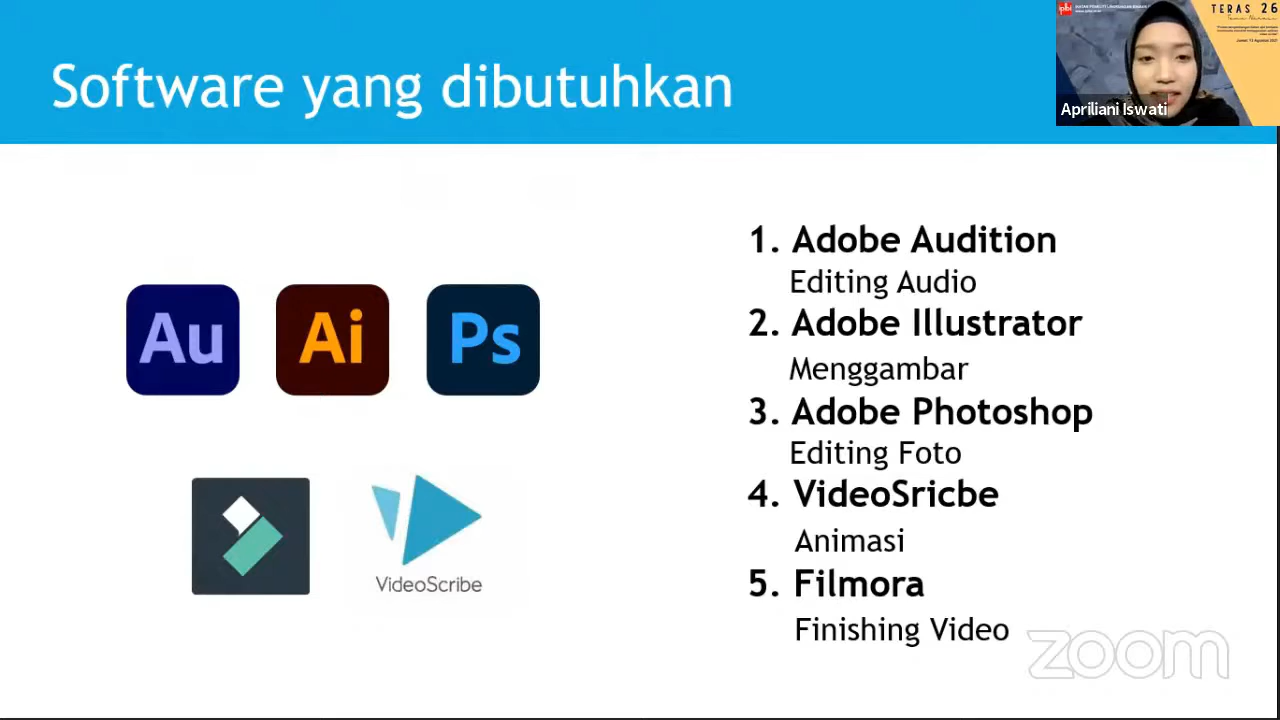 Software yang dibutuhkan
TERAS 26
Apriliani Iswati
1. Adobe Audition
Editing Audio
2. Adobe Illustrator
Menggambar
3. Adobe Photoshop
Editing Foto
4. VideoSricbe
Animasi
5. Filmora
Finishing Video
Au Ai Ps
VideoScribe
zoom